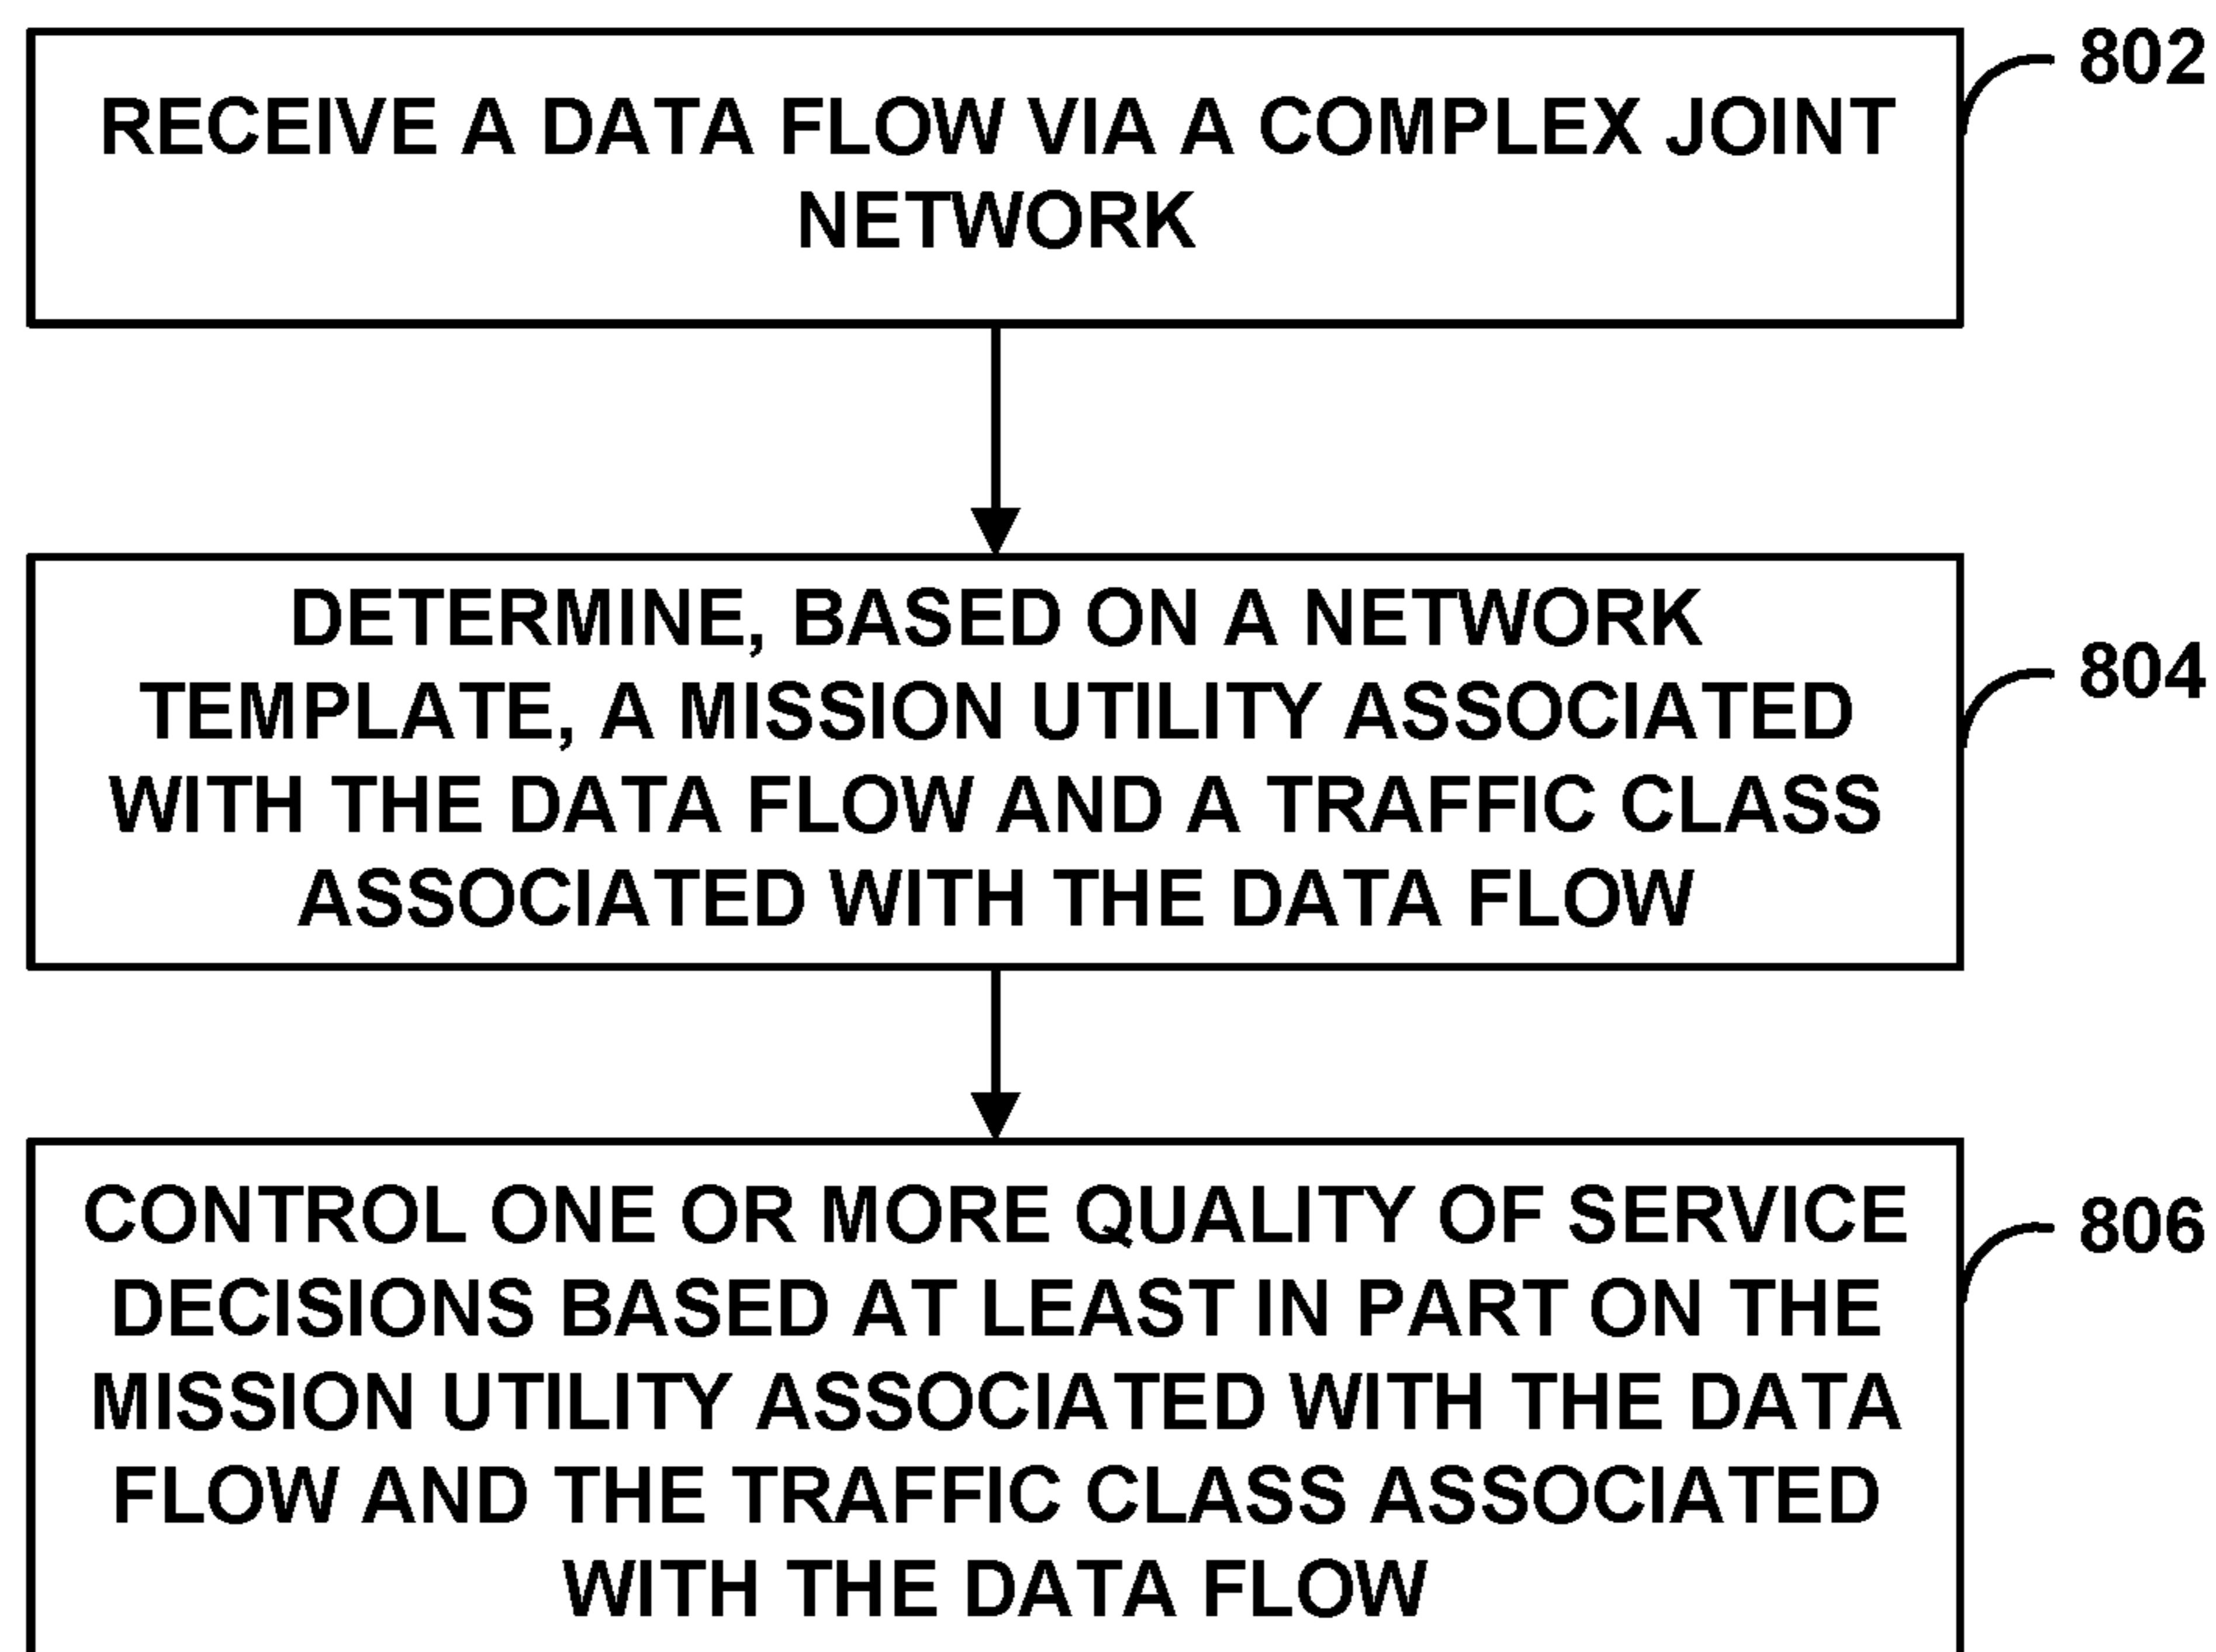 802
RECEIVE A DATA FLOW VIA A COMPLEX JOINT
NETWORK
804
DETERMINE, BASED ON A NETWORK
TEMPLATE, A MISSION UTILITY ASSOCIATED
WITH THE DATA FLOW AND A TRAFFIC CLASS
ASSOCIATED WITH THE DATA FLOW
806
CONTROL ONE OR MORE QUALITY OF SERVICE
DECISIONS BASED AT LEAST IN PART ON THE
MISSION UTILITY ASSOCIATED WITH THE DATA
FLOW AND THE TRAFFIC CLASS ASSOCIATED
WITH THE DATA FLOW